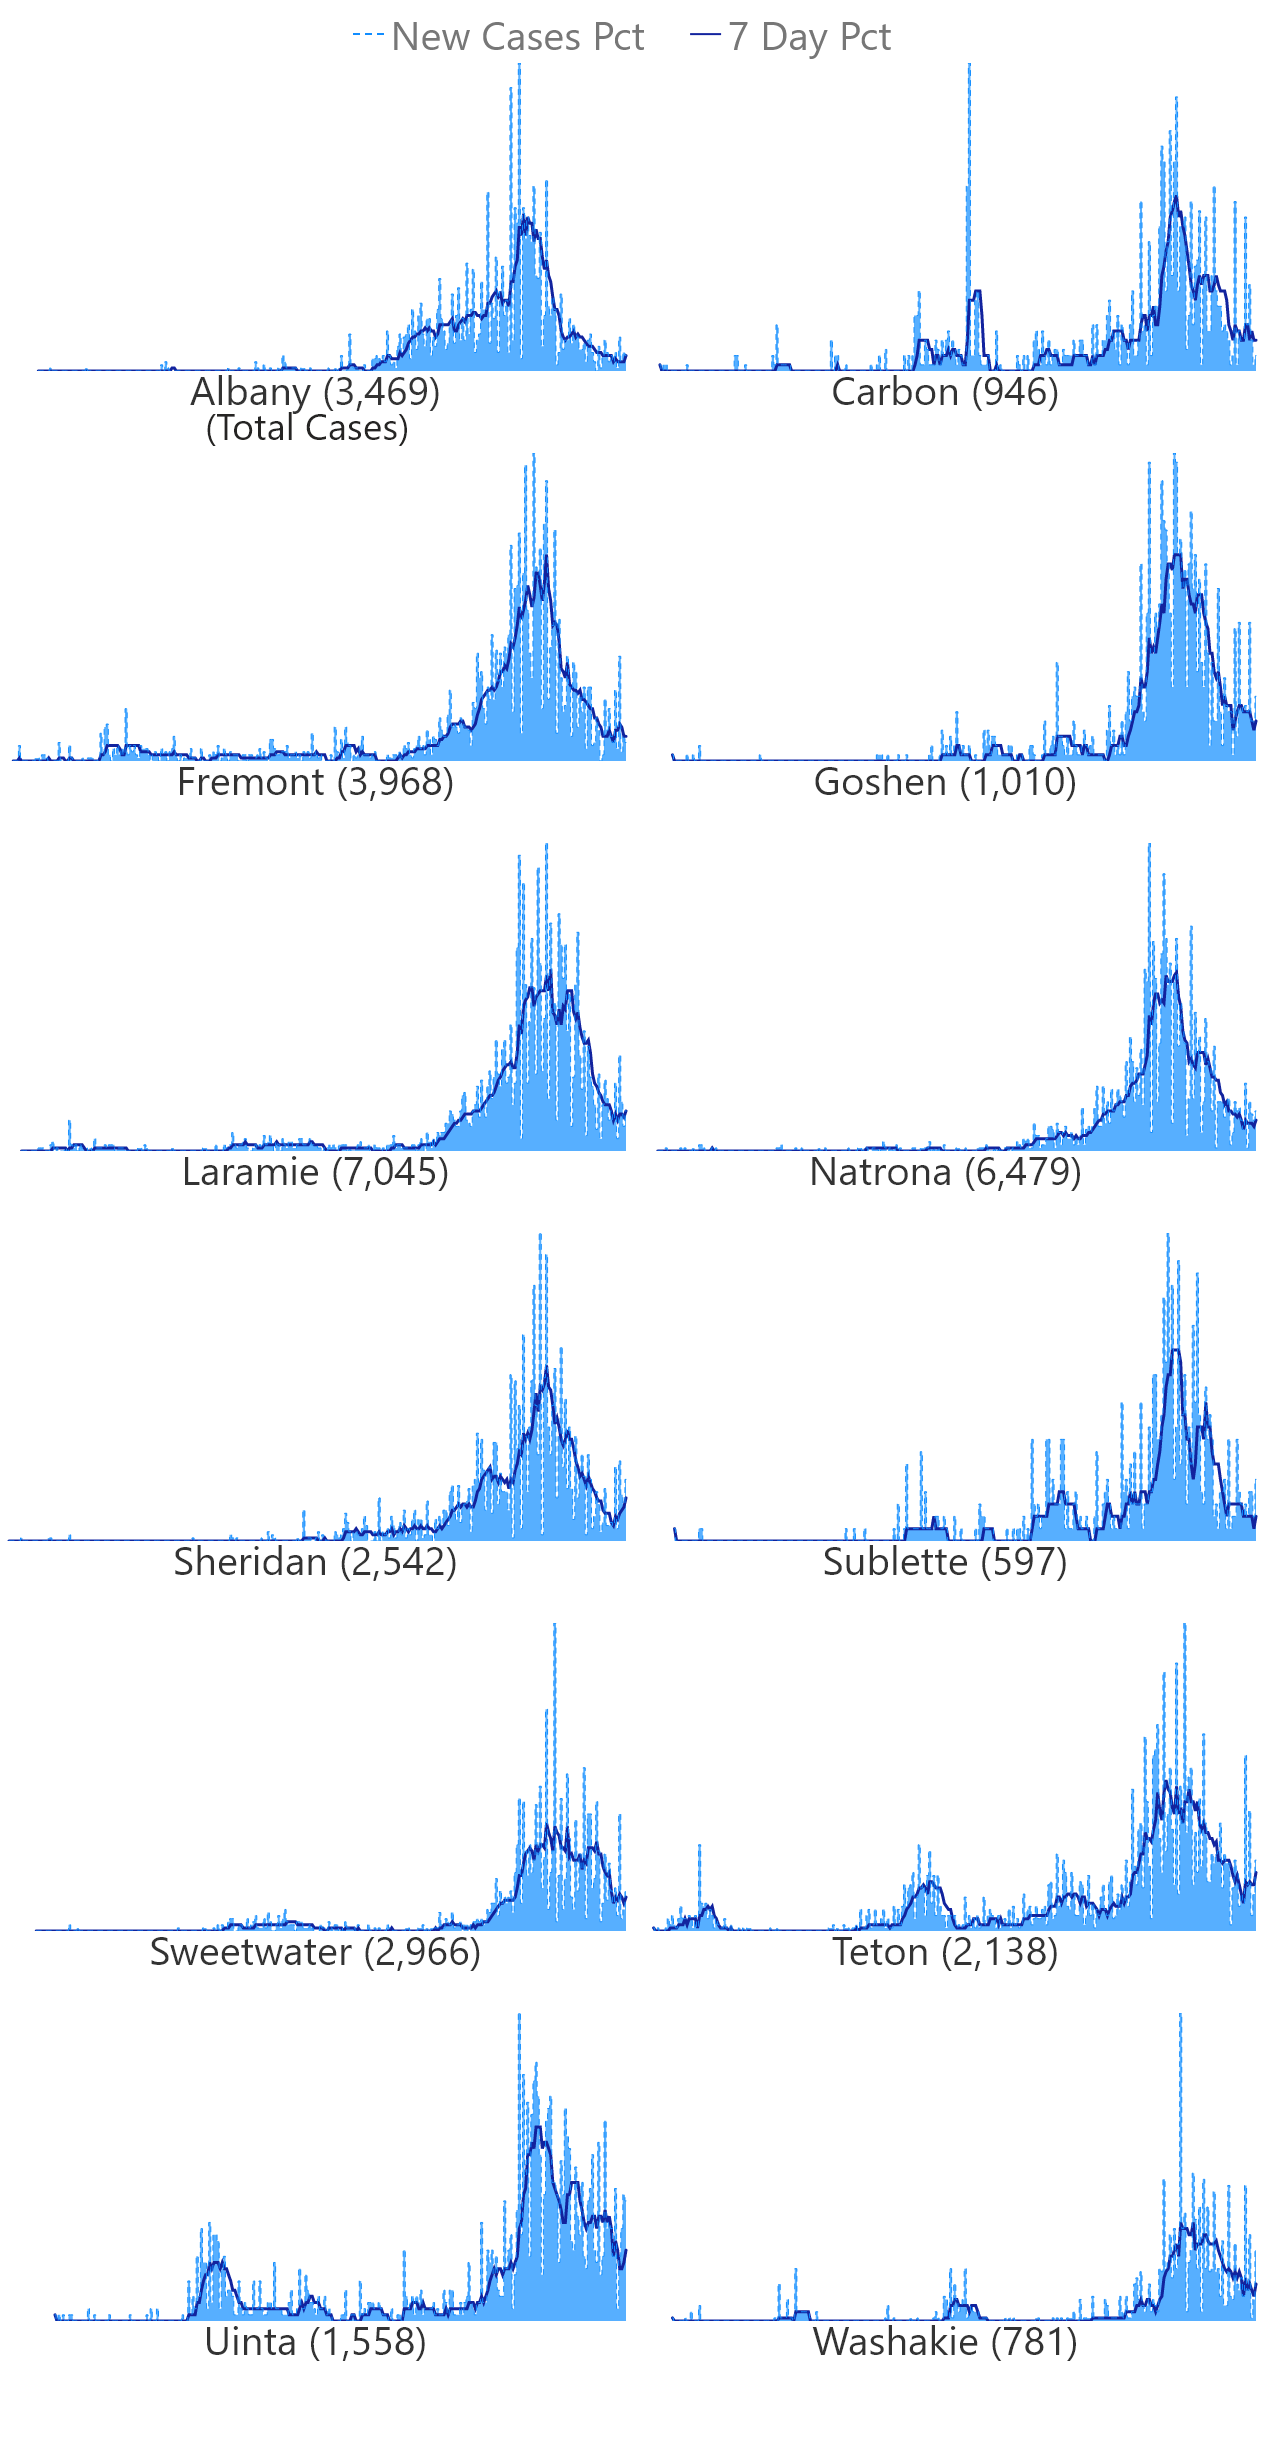 New Cases Pct 7 Day Pct
Albany (3,469) Carbon (946)
(Total Cases)
Fremont (3,968) Goshen (1,010)
Laramie (7,045) Natrona (6,479)
Sheridan (2,542) Sublette (597)
Sweetwater (2,966) Teton (2,138)
Uinta (1,558) Washakie (781)